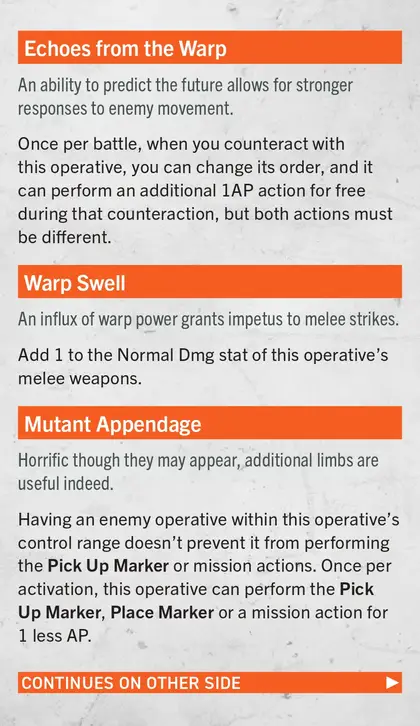 Echoes from the Warp
An ability to predict the future allows for stronger
responses to enemy movement.
Once per battle, when you counteract with
this operative, you can change its order, and it
can perform an additional 1AP action for free
during that counteraction, but both actions must
be different.
Warp Swell
An influx of warp power grants impetus to melee strikes.
Add 1 to the Normal Dmg stat of this operative's
melee weapons.
Mutant Appendage
Horrific though they may appear, additional limbs are
useful indeed.
Having an enemy operative within this operative's
control range doesn't prevent it from performing
the Pick Up Marker or mission actions. Once per
activation, this operative can perform the Pick
Up Marker, Place Marker or a mission action for
1 less AP.
CONTINUES ON OTHER SIDE